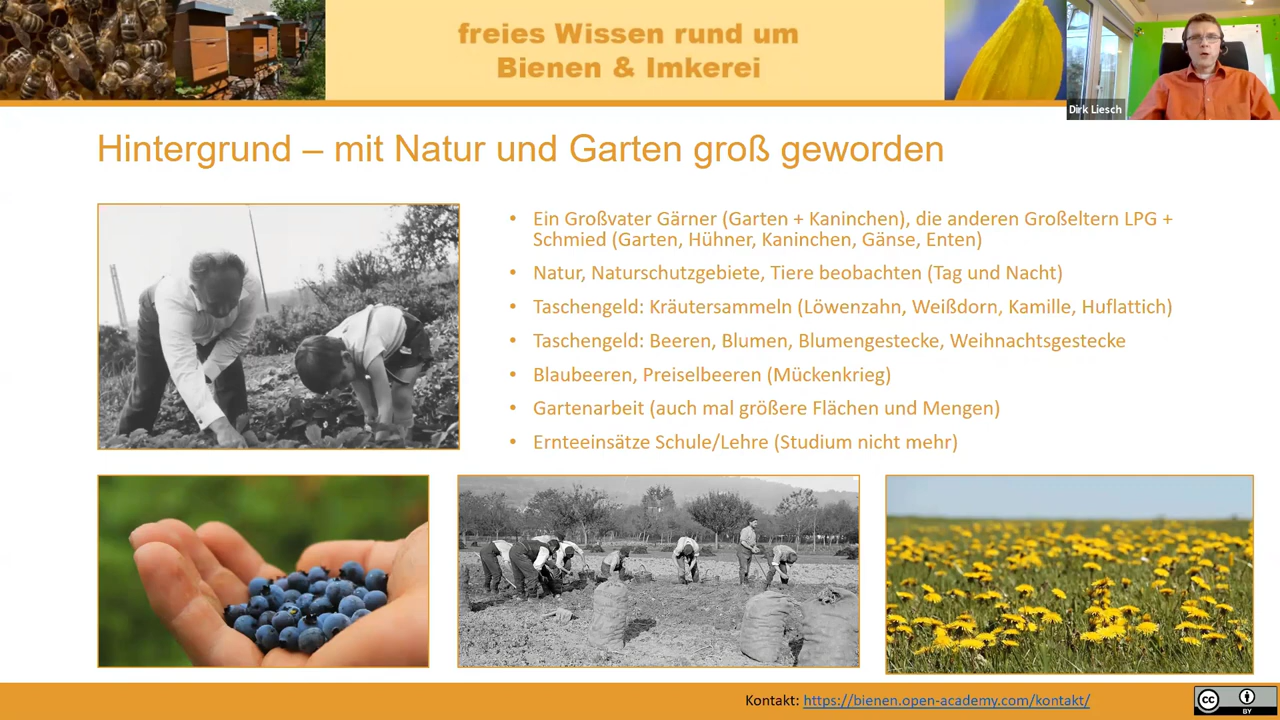 freies Wissen rund um
Bienen & Imkerei
Dirk Liesch
Hintergrund – mit Natur und Garten groß geworden
• Ein Großvater Gärner (Garten + Kaninchen), die anderen Großeltern LPG +
Schmied (Garten, Hühner, Kaninchen, Gänse, Enten)
• Natur, Naturschutzgebiete, Tiere beobachten (Tag und Nacht)
• Taschengeld: Kräutersammeln (Löwenzahn, Weißdorn, Kamille, Huflattich)
• Taschengeld: Beeren, Blumen, Blumengestecke, Weihnachtsgestecke
• Blaubeeren, Preiselbeeren (Mückenkrieg)
• Gartenarbeit (auch mal größere Flächen und Mengen)
• Ernteeinsätze Schule/Lehre (Studium nicht mehr)
Kontakt: https://bienen.open-academy.com/kontakt/
cc
BY